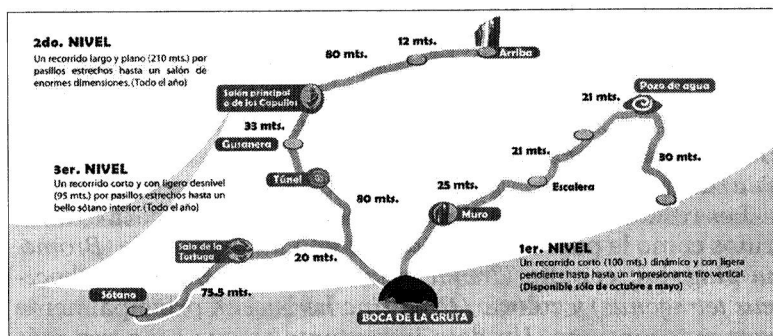 2do. NIVEL
Un recorrido largo y plano (210 mts.) por
pasillos estrechos hasta un salón de
enormes dimensiones. (Todo el año)
80 mts.
12 mts.
Arriba
Salón principal
o de los Capullos
33 mts.
Gusanera
Túnel
80 mts.
3er. NIVEL
Un recorrido corto y con ligero desnivel
(95 mts.) por pasillos estrechos hasta un
bello sótano interior. (Todo el año)
Sala de la
Tortuga
20 mts.
73.5 mts.
Sótano
BOCA DE LA GRUTA
Muro
25 mts.
Escalera
21 mts.
21 mts.
Pozo de agua
30 mts.
1er. NIVEL
Un recorrido corto (100 mts.) dinámico y con ligera
pendiente hasta hasta un impresionante tiro vertical.
(Disponible sólo de octubre a mayo)